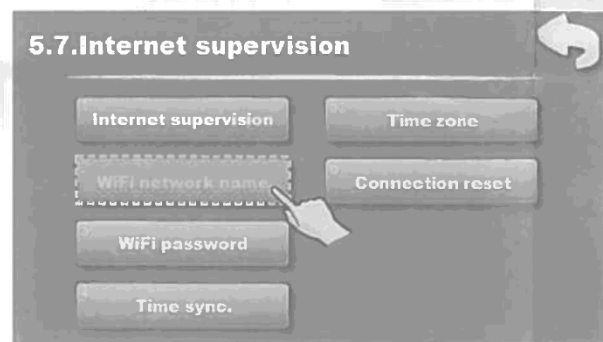 5.7.Internet supervision
Internet supervision
WiFi network name
WiFi password
Time sync.
Time zone
Connection reset